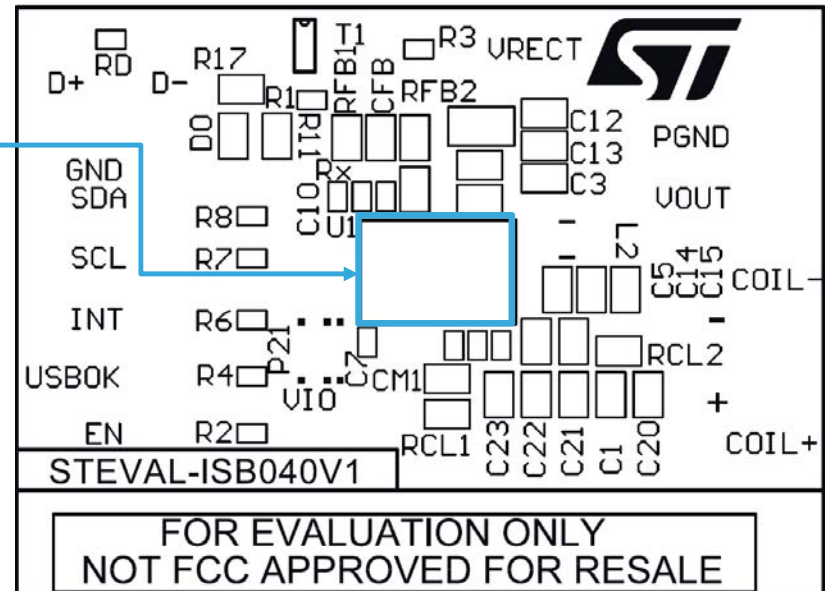 T1
R3
VRECT
ST
R17
RD
D+
D-
RFB1
CFB
RFB2
R1
D0
R11
C12
C13
C3
PGND
GND
SDA
Rx
C10
U1
VOUT
R8
SCL
R7
L2
C5
C14
C15
COIL-
INT
R6
P21
C7
-
RCL2
USBOK
R4
VIO
CM1
+
EN
R2
RCL1
C23
C22
C21
C1
C20
COIL+
STEVAL-ISB040V1
FOR EVALUATION ONLY
NOT FCC APPROVED FOR RESALE